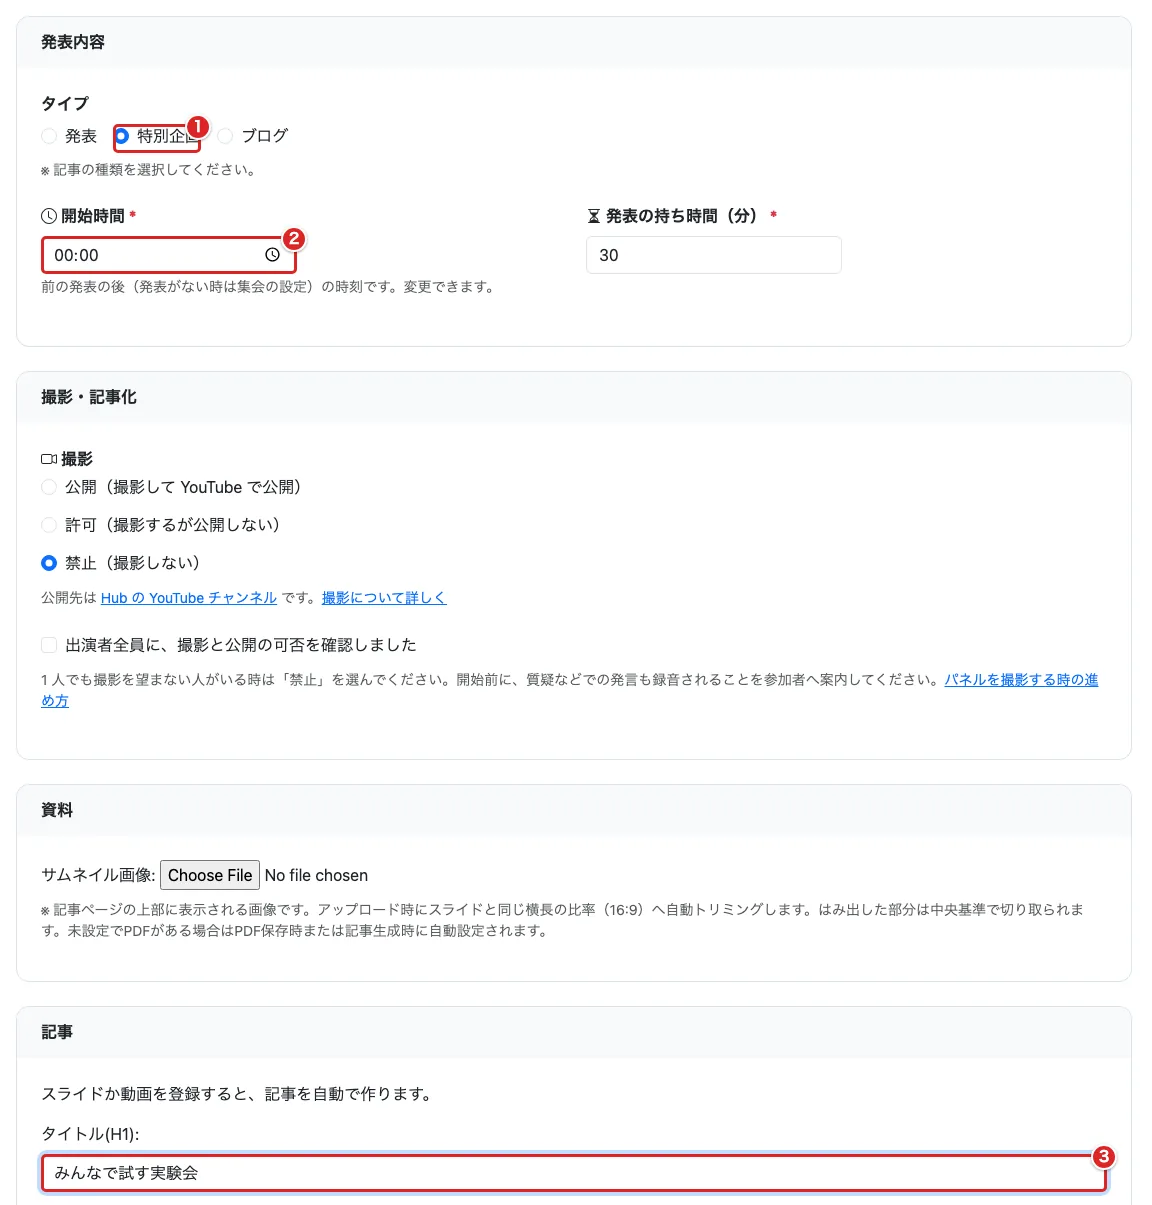 発表内容
タイプ
発表 特別企画 1 ブログ
※ 記事の種類を選択してください。
開始時間 * 発表の持ち時間（分） *
00:00 2 30
前の発表の後（発表がない時は集会の設定）の時刻です。変更できます。
撮影・記事化
撮影
公開（撮影して YouTube で公開）
許可（撮影するが公開しない）
禁止（撮影しない）
公開先は Hub の YouTube チャンネル です。撮影について詳しく
出演者全員に、撮影と公開の可否を確認しました
1 人でも撮影を望まない人がいる時は「禁止」を選んでください。開始前に、質疑などでの発言も録音されることを参加者へ案内してください。パネルを撮影する時の進
め方
資料
サムネイル画像: Choose File No file chosen
※ 記事ページの上部に表示される画像です。アップロード時にスライドと同じ横長の比率（16:9）へ自動トリミングします。はみ出した部分は中央基準で切り取られま
す。未設定でPDFがある場合はPDF保存時または記事生成時に自動設定されます。
記事
スライドか動画を登録すると、記事を自動で作ります。
タイトル(H1):
みんなで試す実験会 3